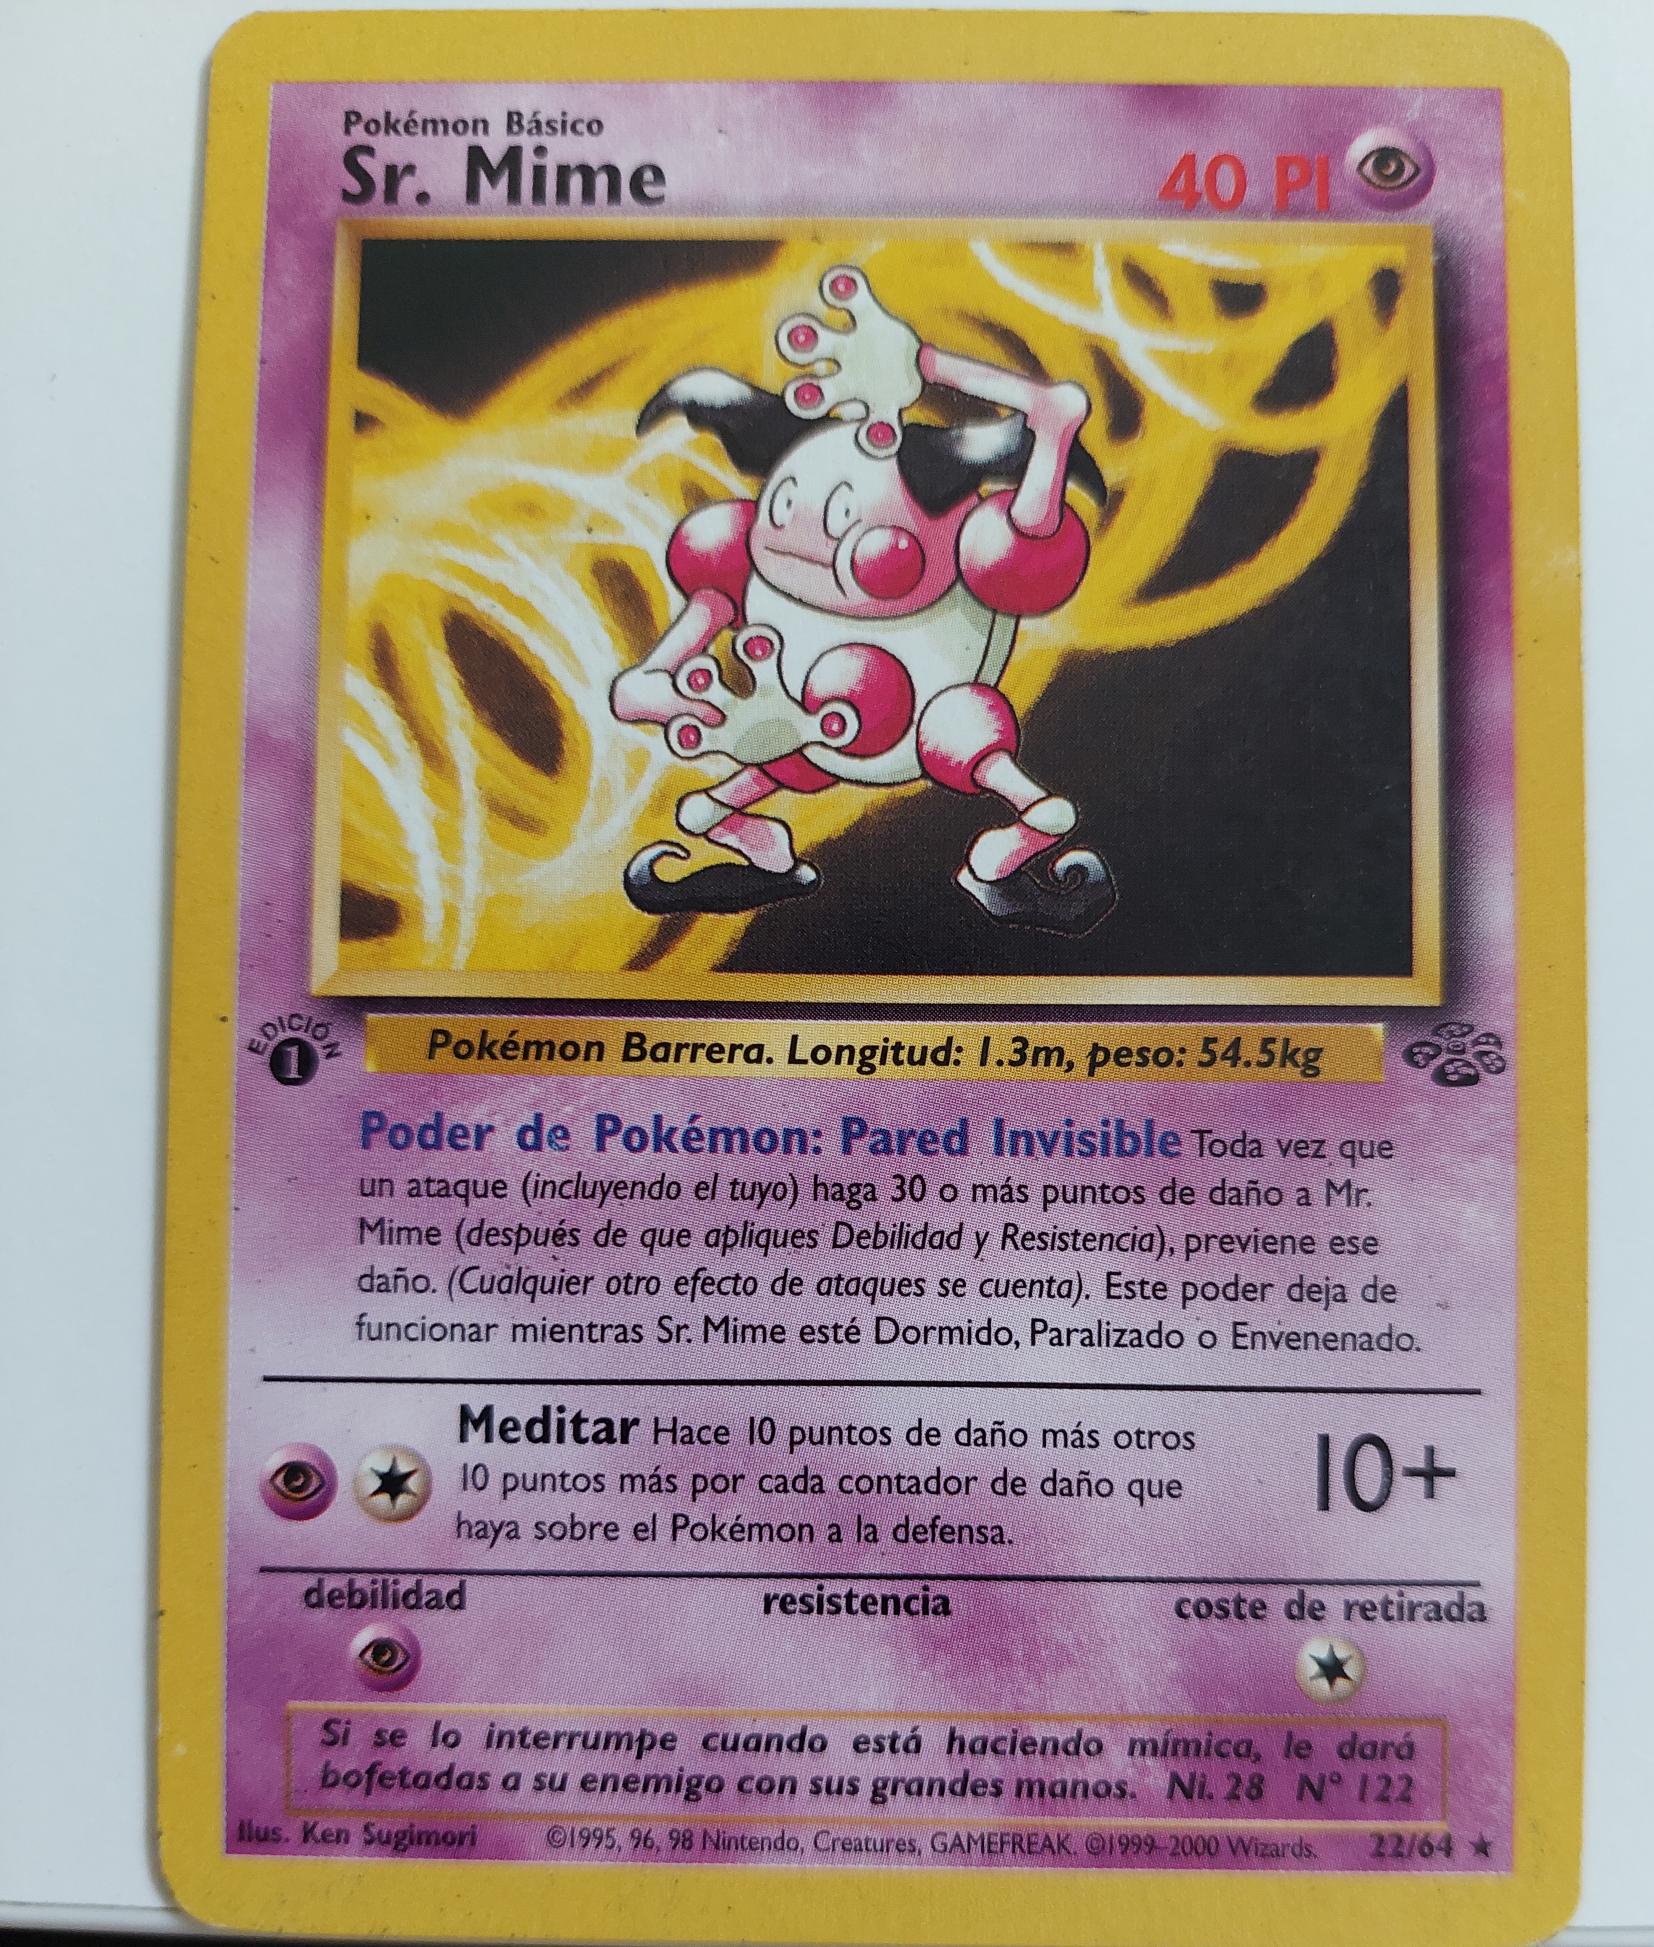 Pokémon Básico
Sr. Mime
40 PI
EDICIÓN
1
Pokémon Barrera. Longitud: 1.3m, peso: 54.5kg
Poder de Pokémon: Pared Invisible Toda vez que
un ataque (incluyendo el tuyo) haga 30 o más puntos de daño a Mr.
Mime (después de que apliques Debilidad y Resistencia), previene ese
daño. (Cualquier otro efecto de ataques se cuenta). Este poder deja de
funcionar mientras Sr. Mime esté Dormido, Paralizado o Envenenado.
Meditar Hace 10 puntos de daño más otros
10 puntos más por cada contador de daño que
haya sobre el Pokémon a la defensa.
10+
debilidad resistencia coste de retirada
Si se lo interrumpe cuando está haciendo mímica, le dará
bofetadas a su enemigo con sus grandes manos. Ni. 28 N° 122
Ilus. Ken Sugimori ©1995, 96, 98 Nintendo, Creatures, GAMEFREAK. ©1999-2000 Wizards. 22/64 ★